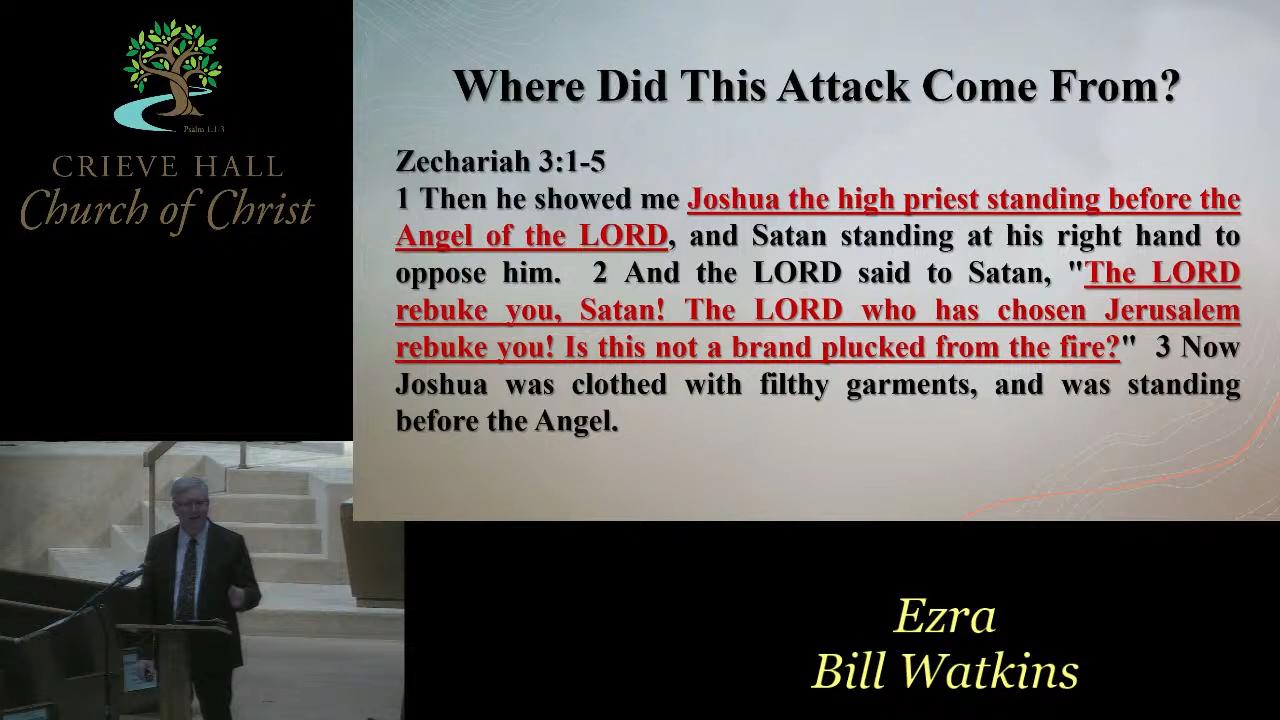 Psalm 1.1-3
CRIEVE HALL
Church of Christ
Where Did This Attack Come From?
Zechariah 3:1-5
1 Then he showed me Joshua the high priest standing before the
Angel of the LORD, and Satan standing at his right hand to
oppose him. 2 And the LORD said to Satan, "The LORD
rebuke you, Satan! The LORD who has chosen Jerusalem
rebuke you! Is this not a brand plucked from the fire?" 3 Now
Joshua was clothed with filthy garments, and was standing
before the Angel.
Ezra
Bill Watkins